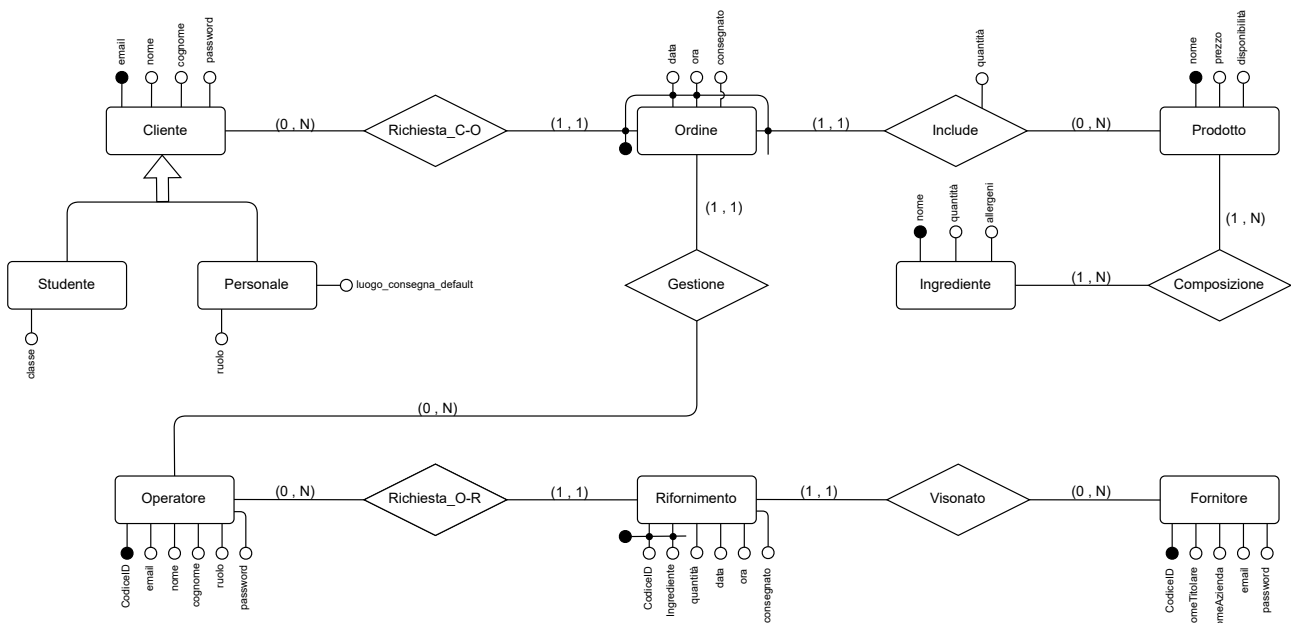 email
nome
cognome
password
data
ora
consegnato
quantità
nome
prezzo
disponibilità
Cliente
(0 , N)
Richiesta_C-O
(1 , 1)
Ordine
(1 , 1)
Include
(0 , N)
Prodotto
(1 , 1)
nome
quantità
allergeni
(1 , N)
Studente
Personale
luogo_consegna_default
Gestione
Ingrediente
(1 , N)
Composizione
classe
ruolo
(0 , N)
Operatore
(0 , N)
Richiesta_O-R
(1 , 1)
Rifornimento
(1 , 1)
Visonato
(0 , N)
Fornitore
CodiceID
email
nome
cognome
ruolo
password
CodiceID
Ingrediente
quantità
data
ora
consegnato
CodiceID
omeTitolare
omeAzienda
email
password